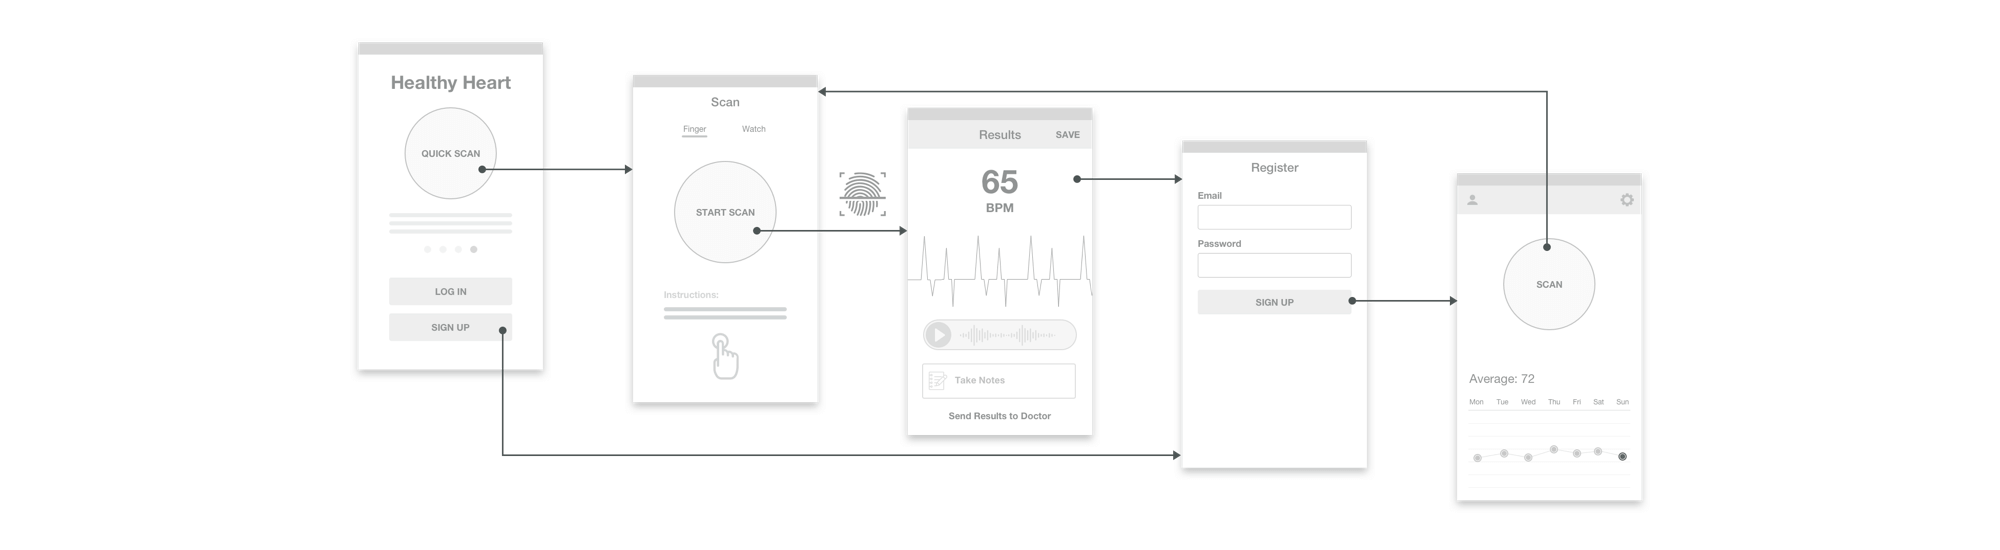 Healthy Heart
QUICK SCAN
LOG IN
SIGN UP
Scan
Finger Watch
START SCAN
Instructions:
Results SAVE
65
BPM
Take Notes
Send Results to Doctor
Register
Email
Password
SIGN UP
SCAN
Average: 72
Mon Tue Wed Thu Fri Sat Sun